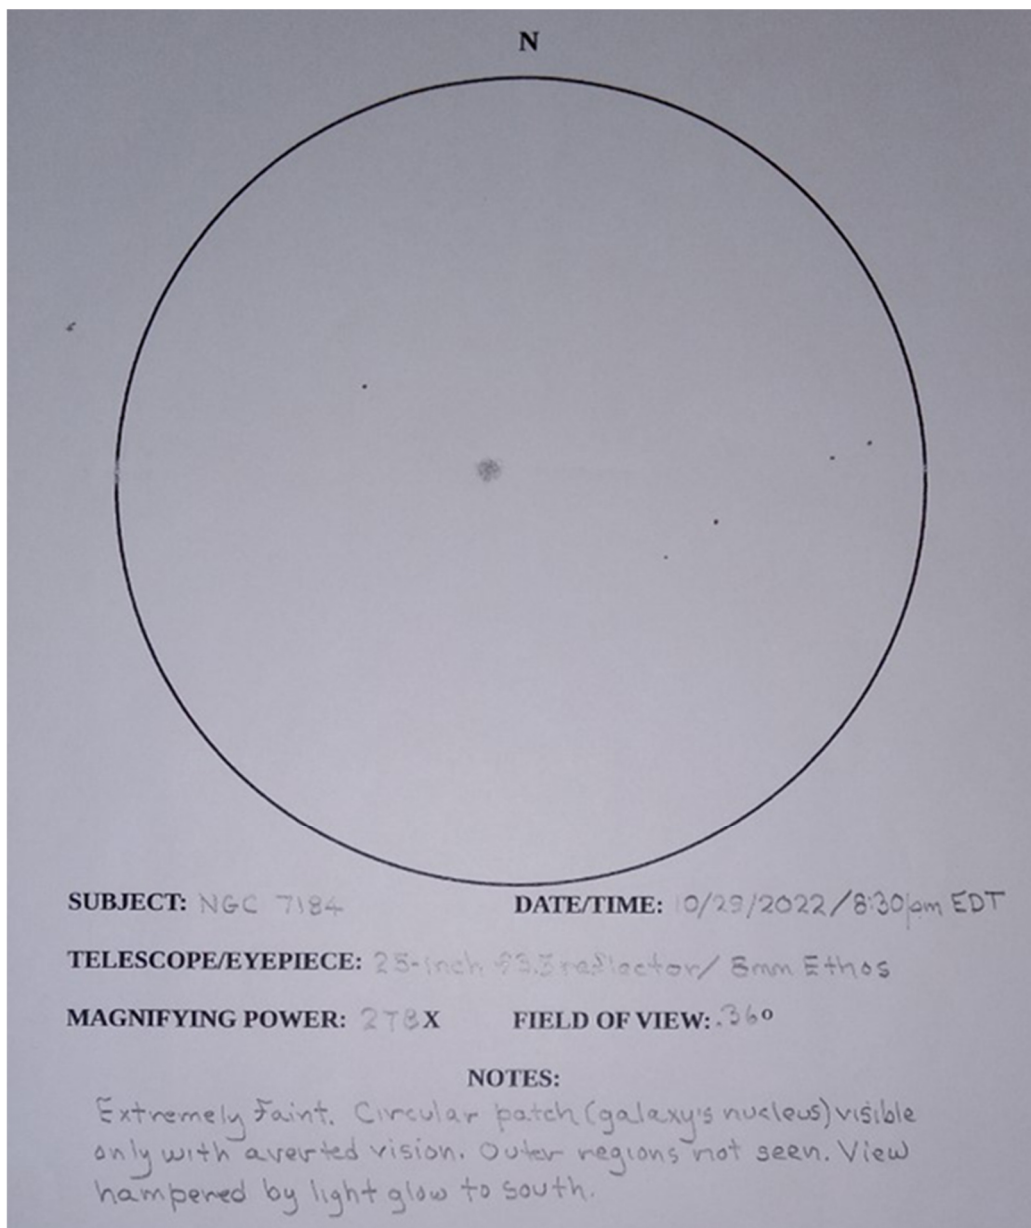 N
SUBJECT: NGC 7184 DATE/TIME: 10/29/2022/8:30pm EDT
TELESCOPE/EYEPIECE: 25-inch reflector/ 8mm Ethos
MAGNIFYING POWER: 278X FIELD OF VIEW: .36°
NOTES:
Extremely faint. Circular patch (galaxy's nucleus) visible
only with averted vision. Outer regions not seen. View
hampered by light glow to south.